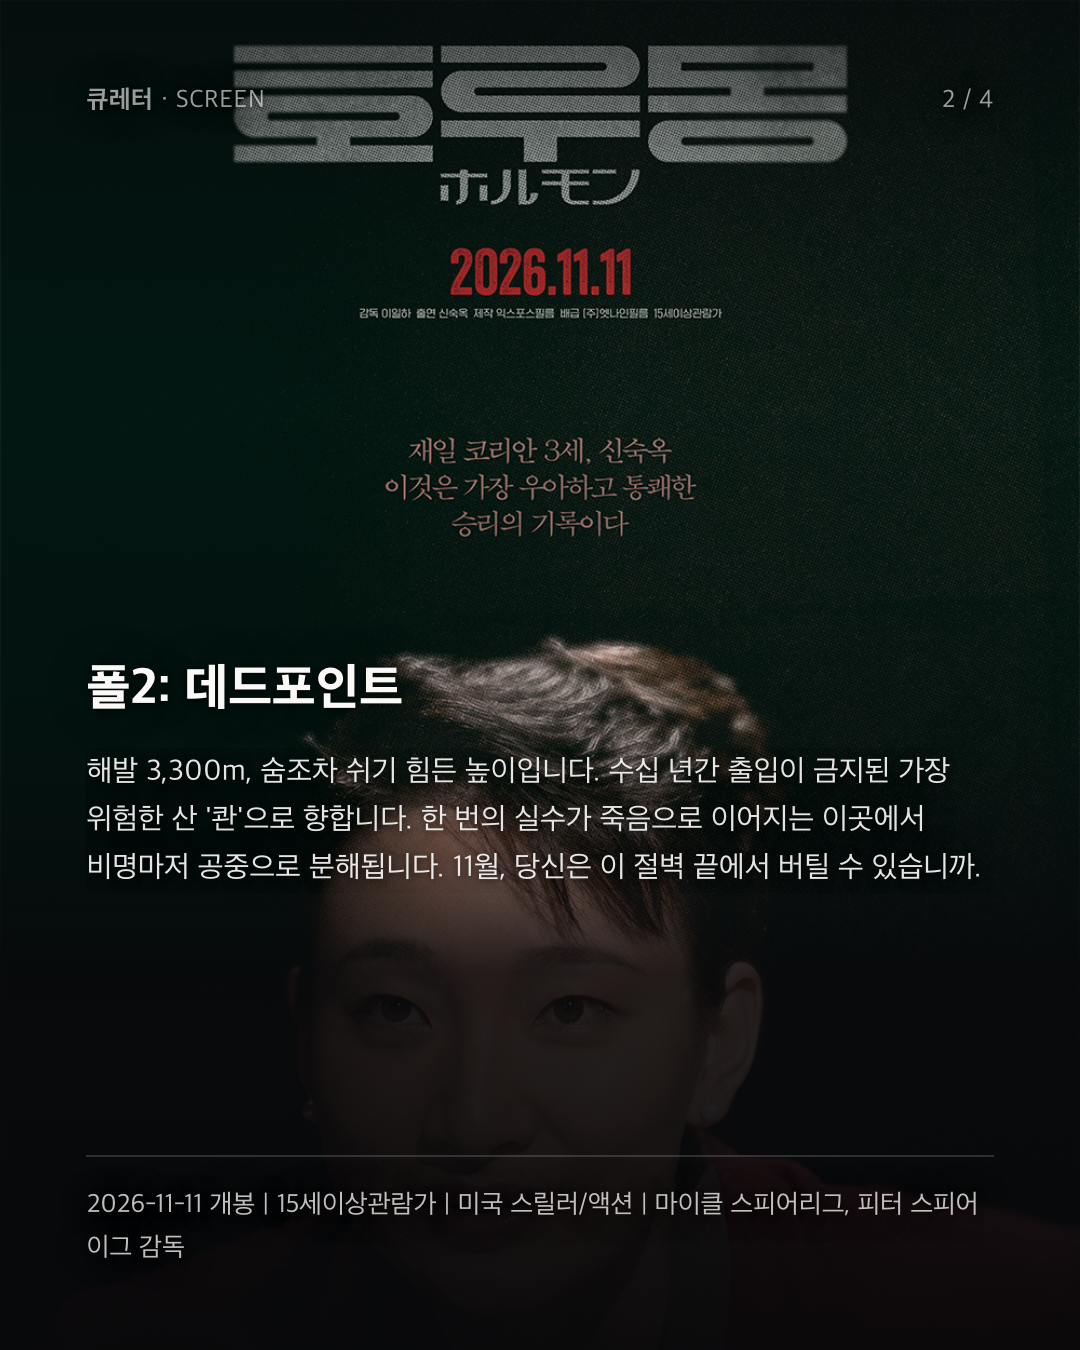 큐레터 · SCREEN
2 / 4
호루몽
ホルモン
2026.11.11
감독 이일하 출연 신숙옥 제작 익스포스필름 배급 (주)엣나인필름 15세이상관람가
재일 코리안 3세, 신숙옥
이것은 가장 우아하고 통쾌한
승리의 기록이다
폴2: 데드포인트
해발 3,300m, 숨조차 쉬기 힘든 높이입니다. 수십 년간 출입이 금지된 가장
위험한 산 '콴'으로 향합니다. 한 번의 실수가 죽음으로 이어지는 이곳에서
비명마저 공중으로 분해됩니다. 11월, 당신은 이 절벽 끝에서 버틸 수 있습니까.
2026-11-11 개봉 | 15세이상관람가 | 미국 스릴러/액션 | 마이클 스피어리그, 피터 스피어
이그 감독